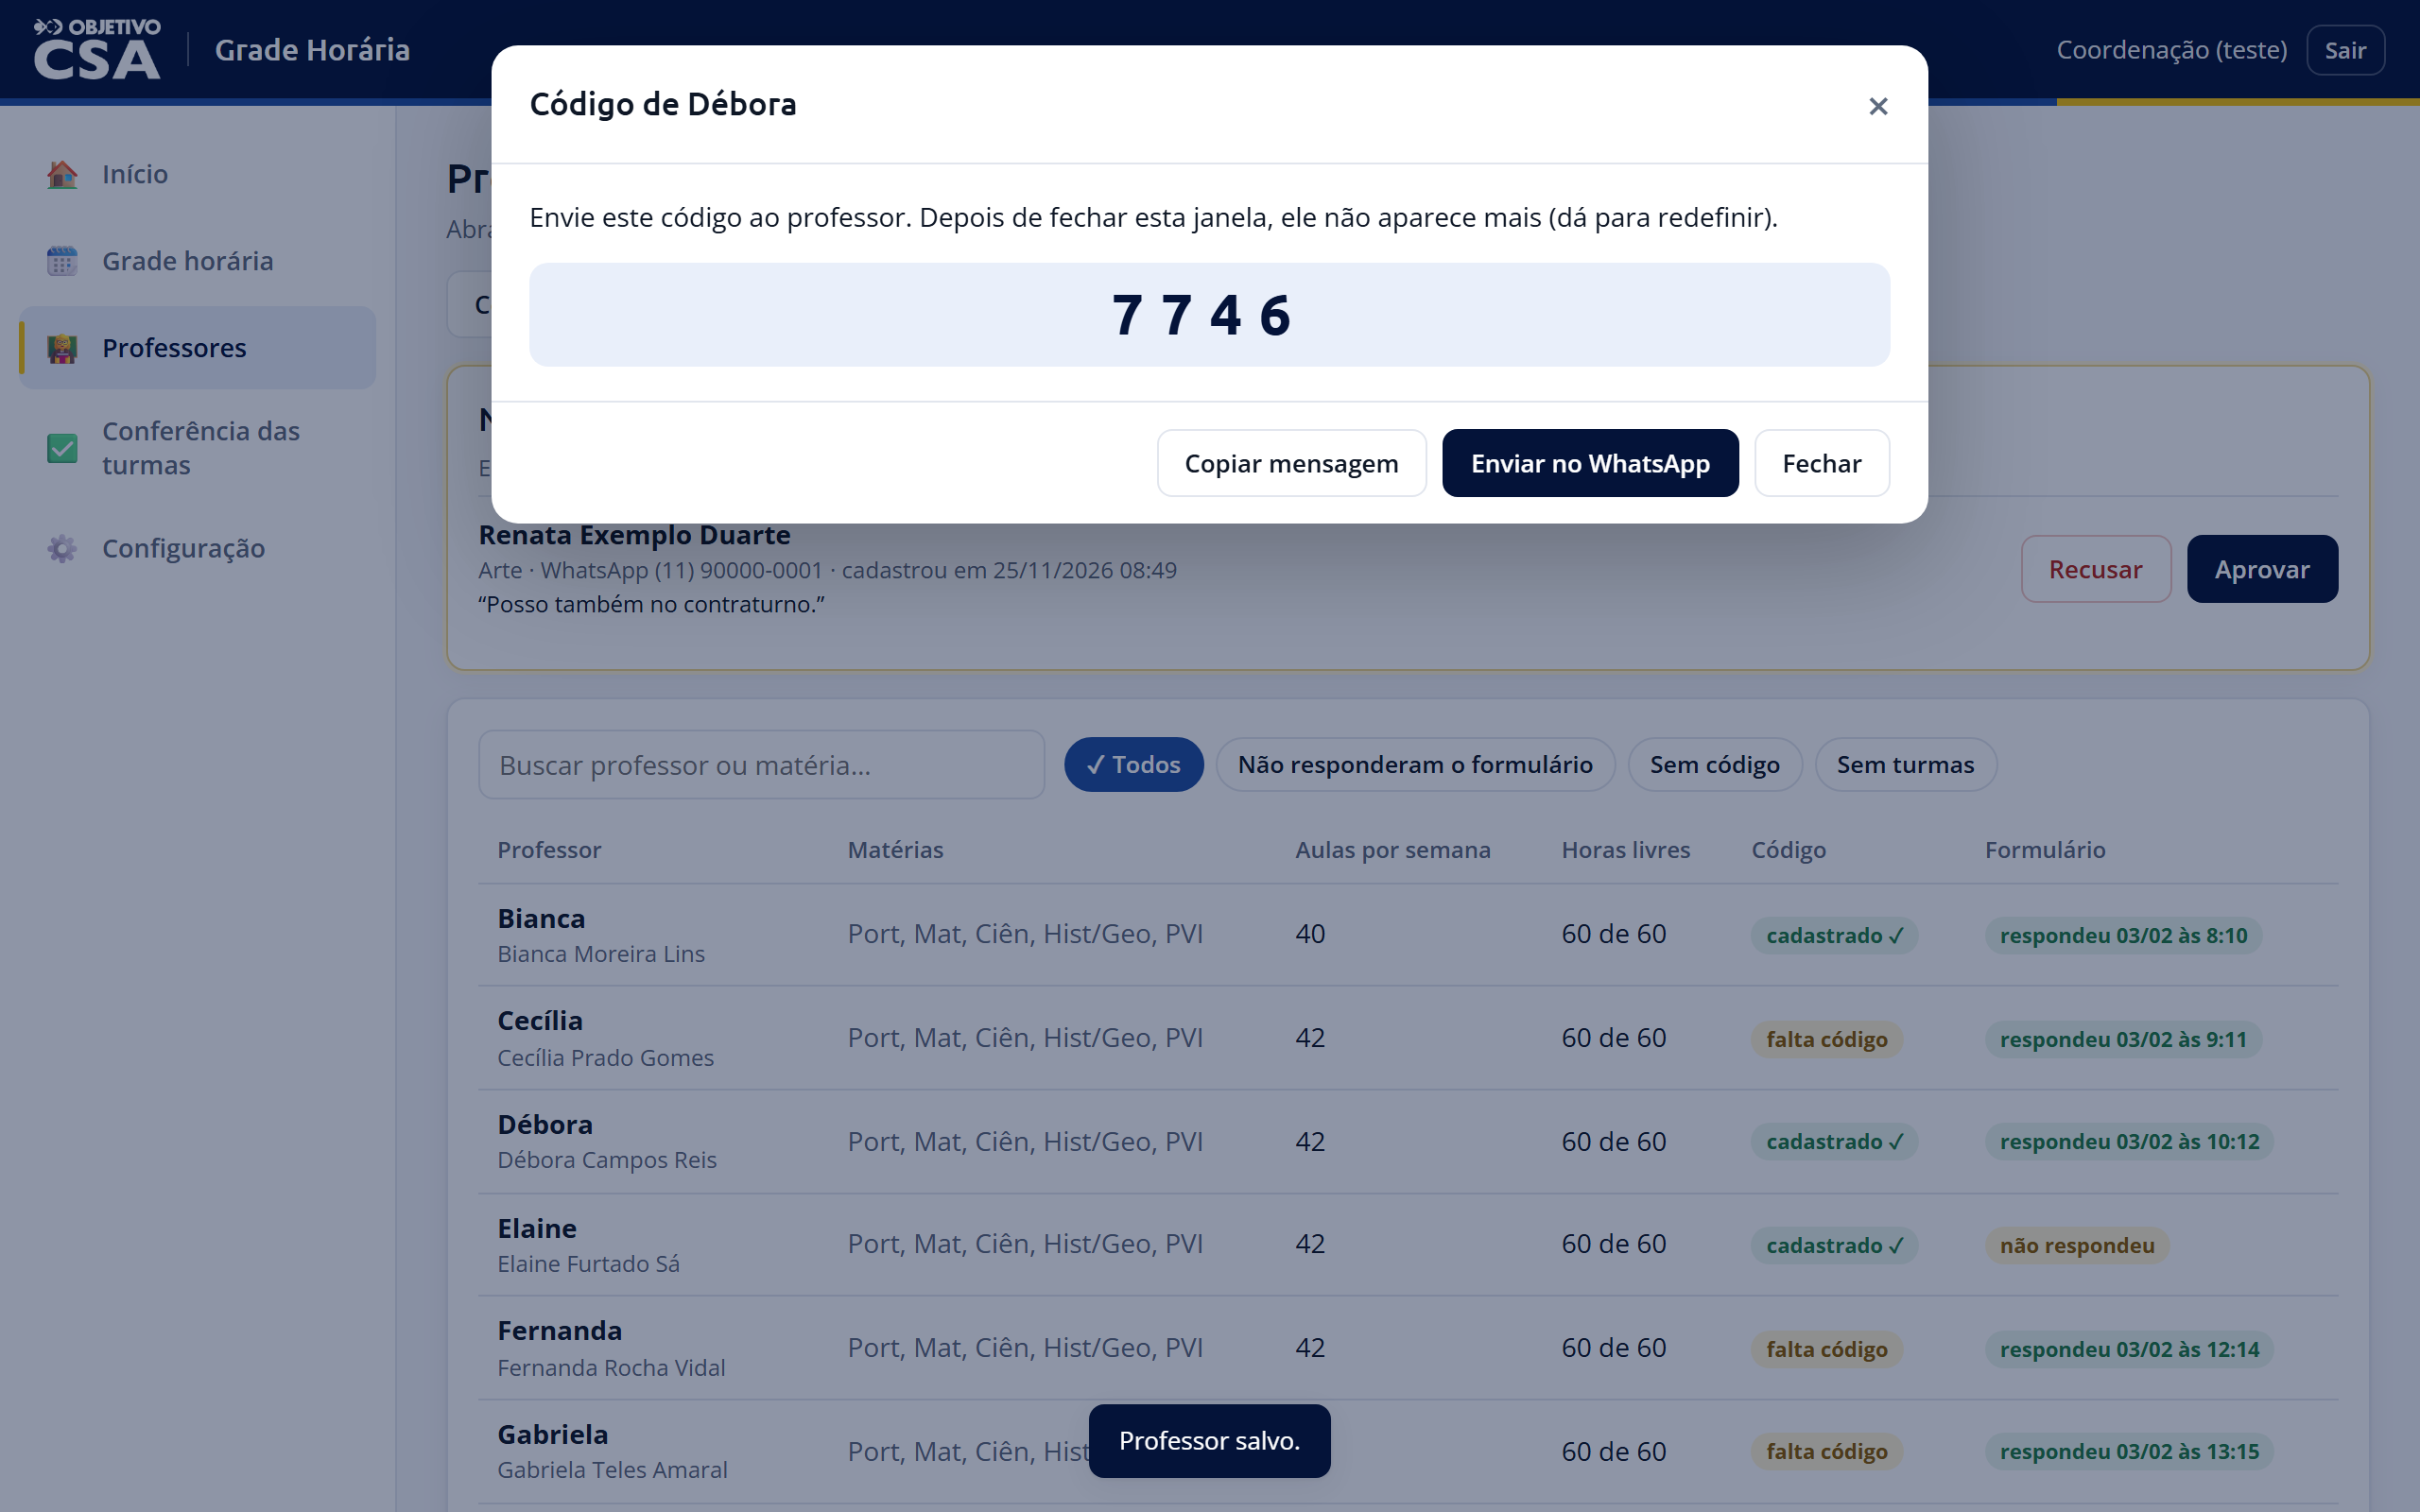 OBJETIVO
CSA
Grade Horária
Coordenação (teste)
Sair
Código de Débora
×
Envie este código ao professor. Depois de fechar esta janela, ele não aparece mais (dá para redefinir).
7746
Copiar mensagem
Enviar no WhatsApp
Fechar
Início
Grade horária
Professores
Conferência das
turmas
Configuração
Renata Exemplo Duarte
Arte · WhatsApp (11) 90000-0001 · cadastrou em 25/11/2026 08:49
“Posso também no contraturno.”
Recusar
Aprovar
Buscar professor ou matéria...
✓ Todos
Não responderam o formulário
Sem código
Sem turmas
Professor Matérias Aulas por semana Horas livres Código Formulário
Bianca
Bianca Moreira Lins
Port, Mat, Ciên, Hist/Geo, PVI 40 60 de 60 cadastrado ✓ respondeu 03/02 às 8:10
Cecília
Cecília Prado Gomes
Port, Mat, Ciên, Hist/Geo, PVI 42 60 de 60 falta código respondeu 03/02 às 9:11
Débora
Débora Campos Reis
Port, Mat, Ciên, Hist/Geo, PVI 42 60 de 60 cadastrado ✓ respondeu 03/02 às 10:12
Elaine
Elaine Furtado Sá
Port, Mat, Ciên, Hist/Geo, PVI 42 60 de 60 cadastrado ✓ não respondeu
Fernanda
Fernanda Rocha Vidal
Port, Mat, Ciên, Hist/Geo, PVI 42 60 de 60 falta código respondeu 03/02 às 12:14
Gabriela
Gabriela Teles Amaral
Port, Mat, Ciên, 60 de 60 falta código respondeu 03/02 às 13:15
Professor salvo.